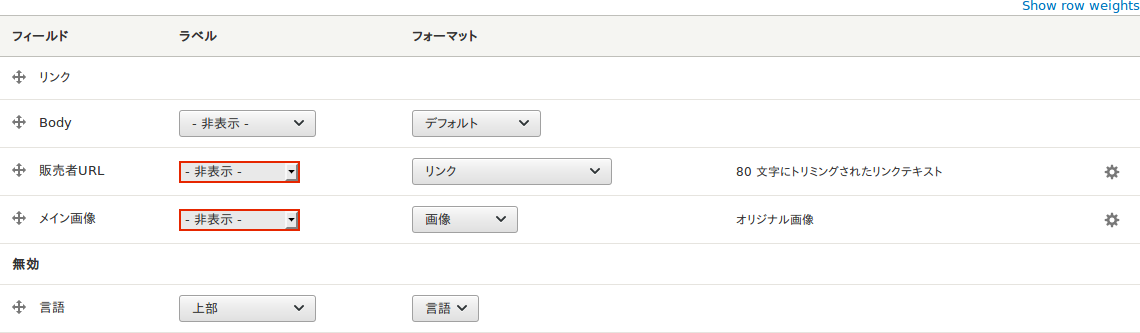 Show row weights
フィールド ラベル フォーマット
リンク
Body - 非表示 - デフォルト
販売者URL - 非表示 - リンク 80 文字にトリミングされたリンクテキスト
メイン画像 - 非表示 - 画像 オリジナル画像
無効
言語 上部 言語